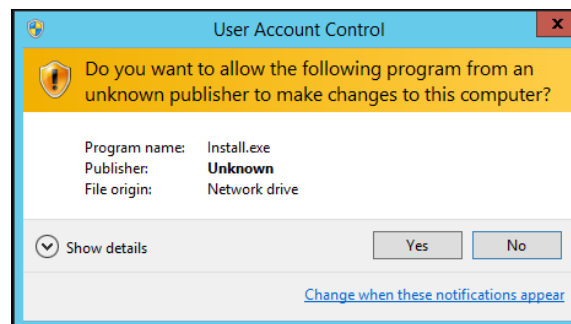 User Account Control
x
Do you want to allow the following program from an
unknown publisher to make changes to this computer?
Program name: Install.exe
Publisher: Unknown
File origin: Network drive
Show details
Yes No
Change when these notifications appear